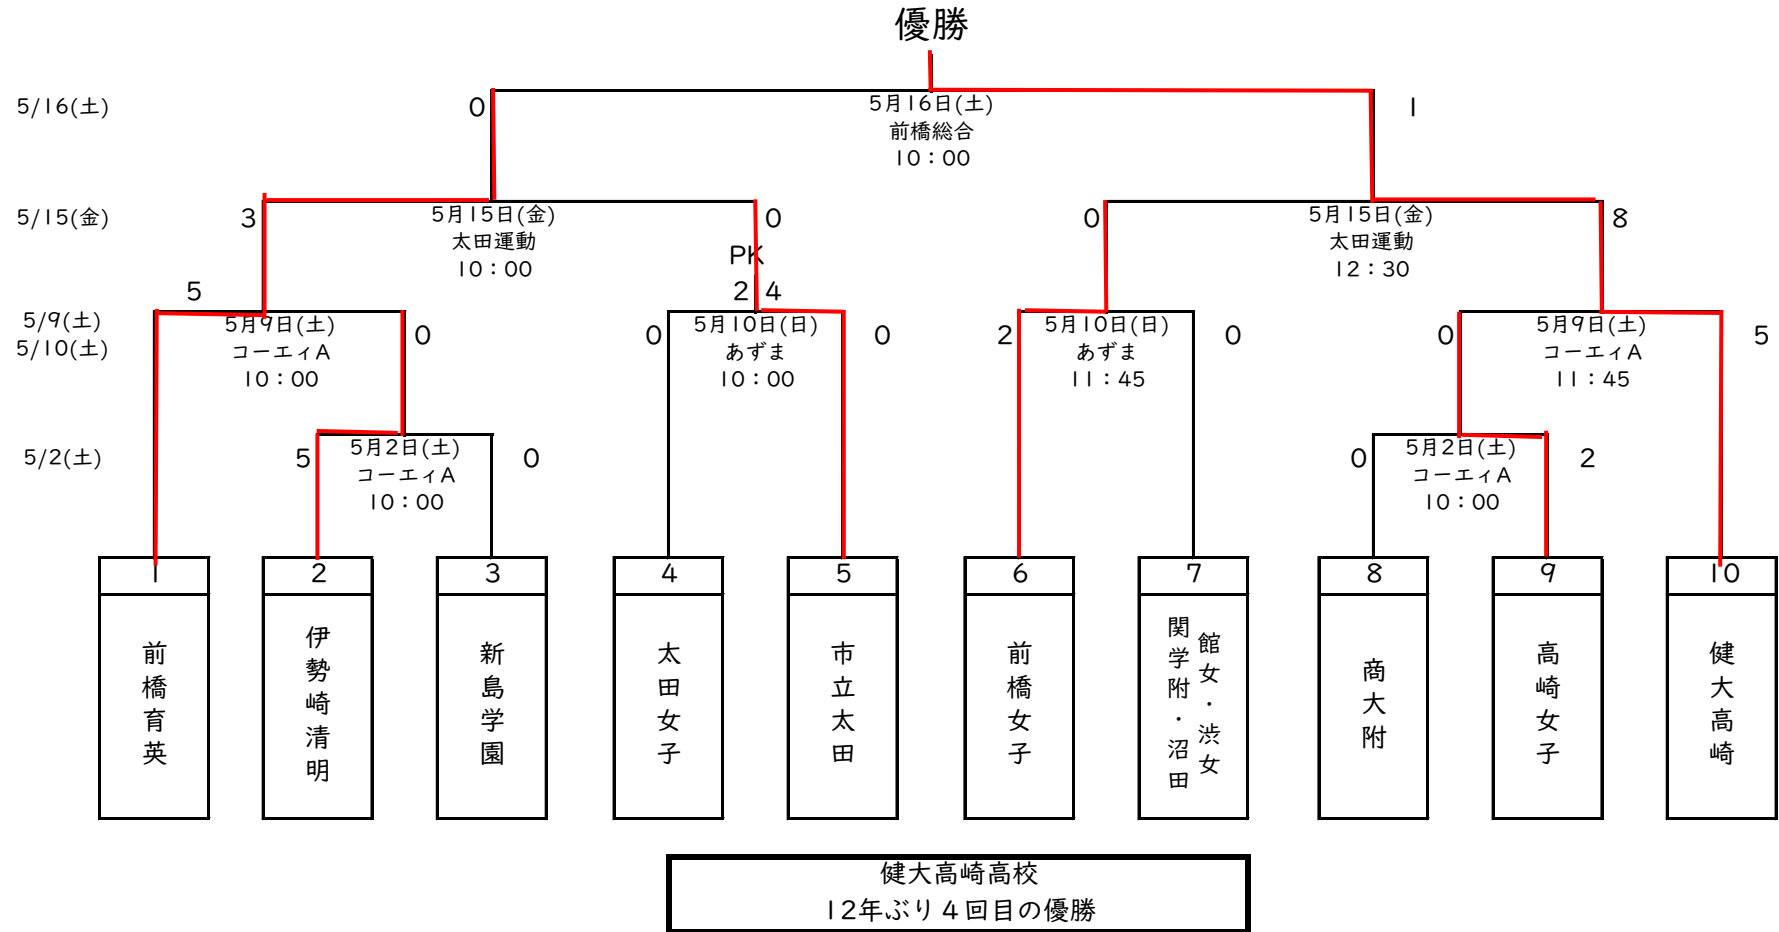 優勝
5/16(土)
0
5月16日(土)
前橋総合
10：00
1
5/15(金)
3
5月15日(金)
太田運動
10：00
0
0
5月15日(金)
太田運動
12：30
8
PK
2 4
5
5/9(土)
5/10(土)
5月9日(土)
コーエィA
10：00
0
0
5月10日(日)
あずま
10：00
0
2
5月10日(日)
あずま
11：45
0
0
5月9日(土)
コーエィA
11：45
5
5/2(土)
5
5月2日(土)
コーエィA
10：00
0
0
5月2日(土)
コーエィA
10：00
2
1
前橋育英
2
伊勢崎清明
3
新島学園
4
太田女子
5
市立太田
6
前橋女子
7
関学附・沼田
館女・渋女
8
商大附
9
高崎女子
10
健大高崎
健大高崎高校
12年ぶり4回目の優勝